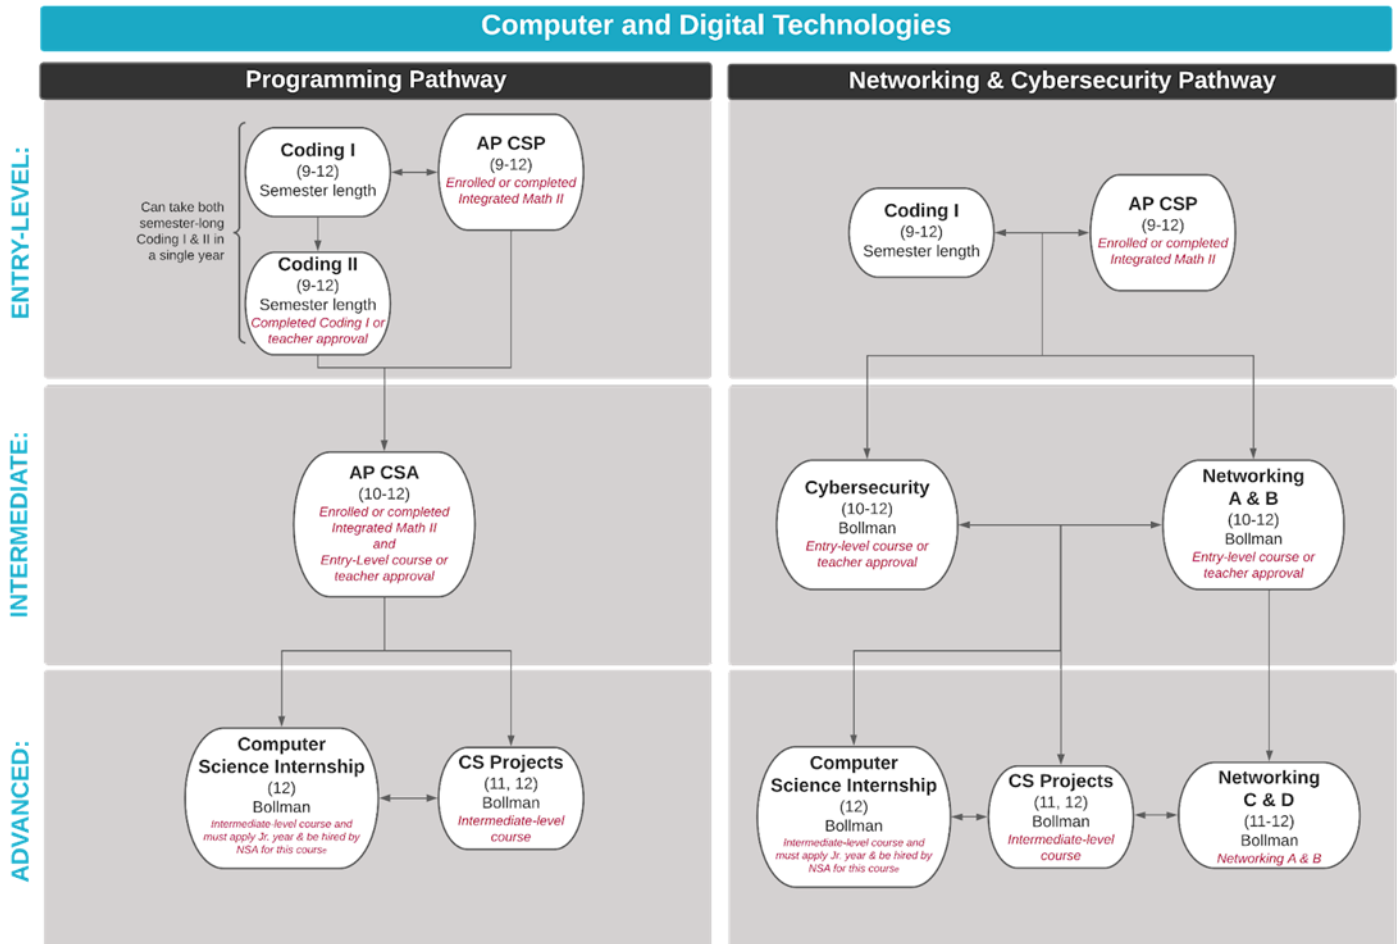 Computer and Digital Technologies
Programming Pathway
Networking & Cybersecurity Pathway
ENTRY-LEVEL:
Can take both
semester-long
Coding I & II in
a single year
Coding I
(9-12)
Semester length
AP CSP
(9-12)
Enrolled or completed
Integrated Math II
Coding II
(9-12)
Semester length
Completed Coding I or
teacher approval
Coding I
(9-12)
Semester length
AP CSP
(9-12)
Enrolled or completed
Integrated Math II
INTERMEDIATE:
AP CSA
(10-12)
Enrolled or completed
Integrated Math II
and
Entry-Level course or
teacher approval
Cybersecurity
(10-12)
Bollman
Entry-level course or
teacher approval
Networking
A & B
(10-12)
Bollman
Entry-level course or
teacher approval
ADVANCED:
Computer
Science Internship
(12)
Bollman
Intermediate-level course and
must apply Jr. year & be hired by
NSA for this course
CS Projects
(11, 12)
Bollman
Intermediate-level
course
Computer
Science Internship
(12)
Bollman
Intermediate-level course and
must apply Jr. year & be hired by
NSA for this course
CS Projects
(11, 12)
Bollman
Intermediate-level
course
Networking
C & D
(11-12)
Bollman
Networking A & B